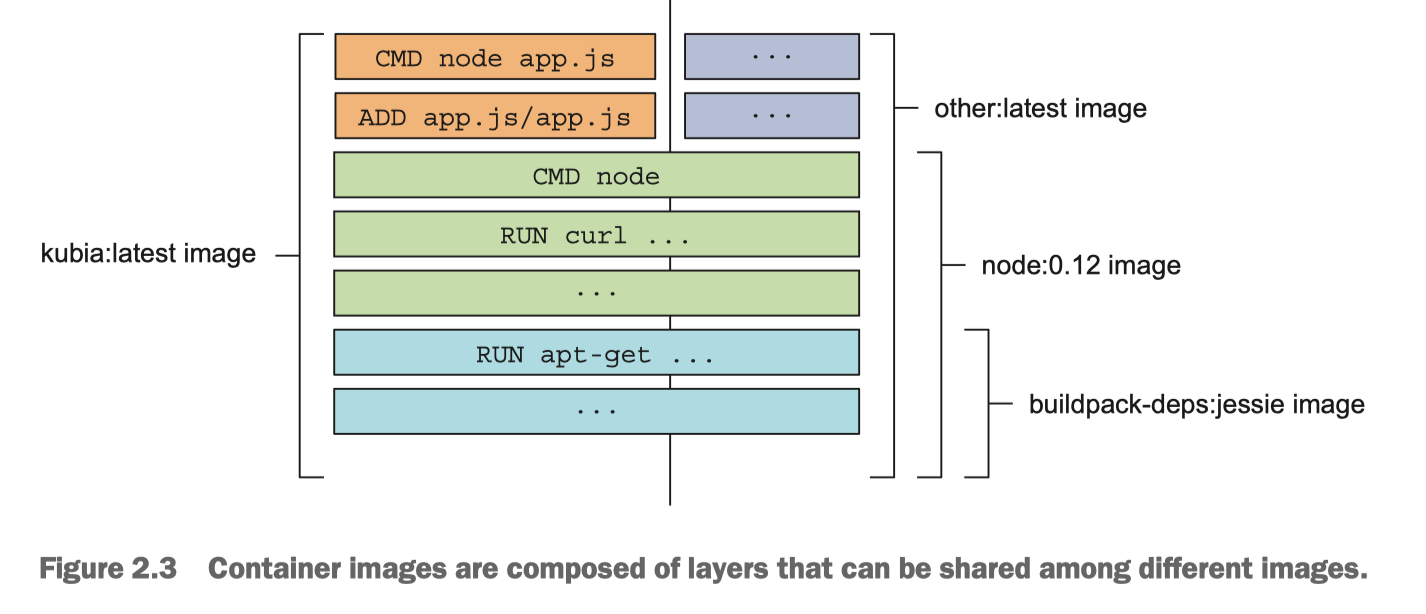 CMD node app.js
...
ADD app.js/app.js
...
other:latest image
CMD node
RUN curl ...
kubia:latest image
node:0.12 image
...
RUN apt-get ...
buildpack-deps:jessie image
...
Figure 2.3 Container images are composed of layers that can be shared among different images.